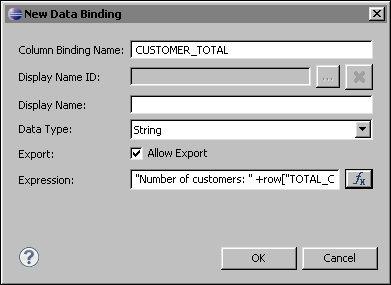 New Data Binding
Column Binding Name: CUSTOMER_TOTAL
Display Name ID: ...
Display Name:
Data Type: String
Export: Allow Export
Expression: "Number of customers: " +row["TOTAL_C fx
? OK Cancel